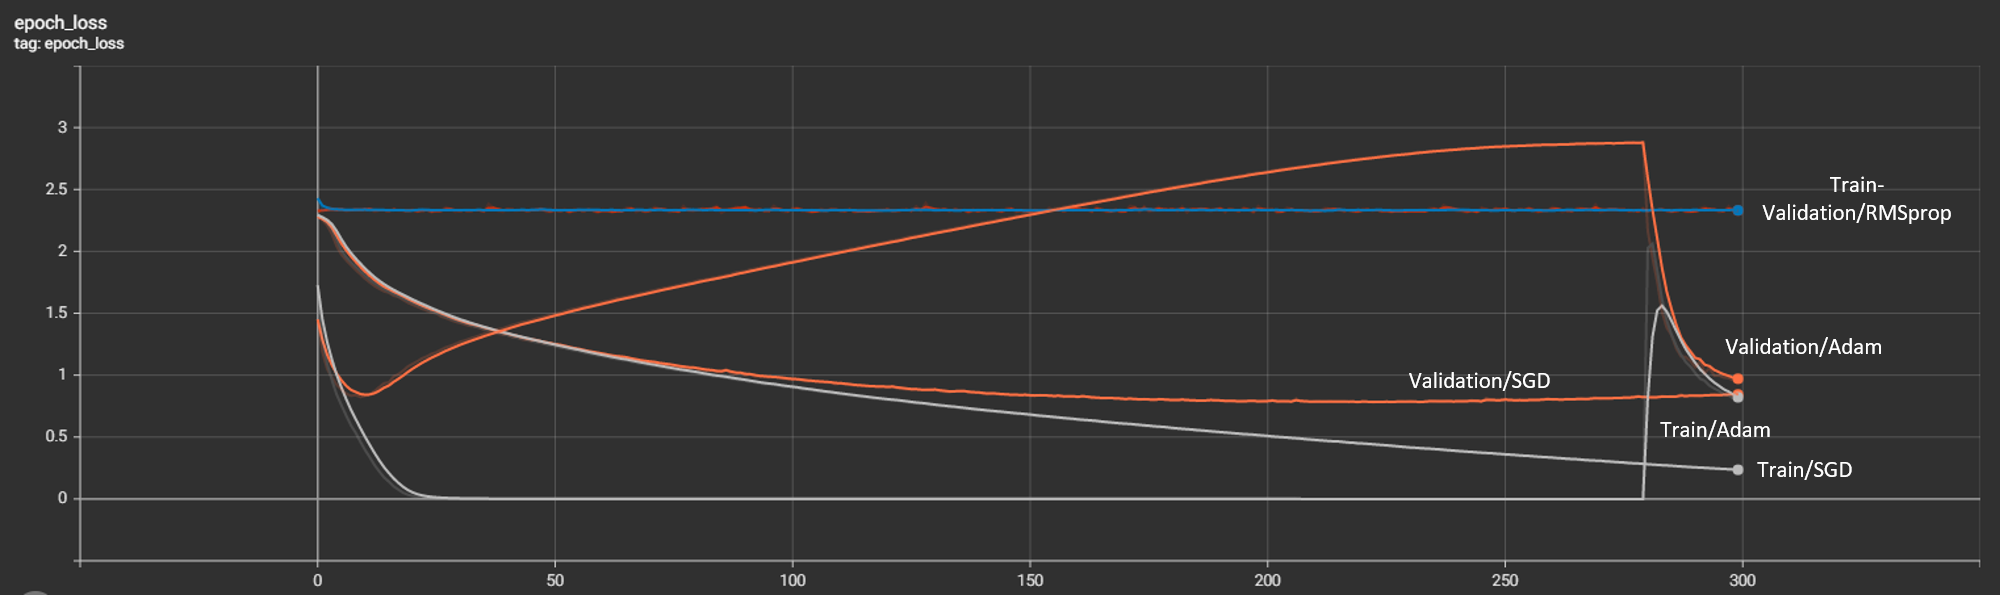 epoch_loss
tag: epoch_loss
3
2.5
2
1.5
1
0.5
0
Train-
Validation/RMSprop
Validation/Adam
Validation/SGD
Train/Adam
Train/SGD
0 50 100 150 200 250 300